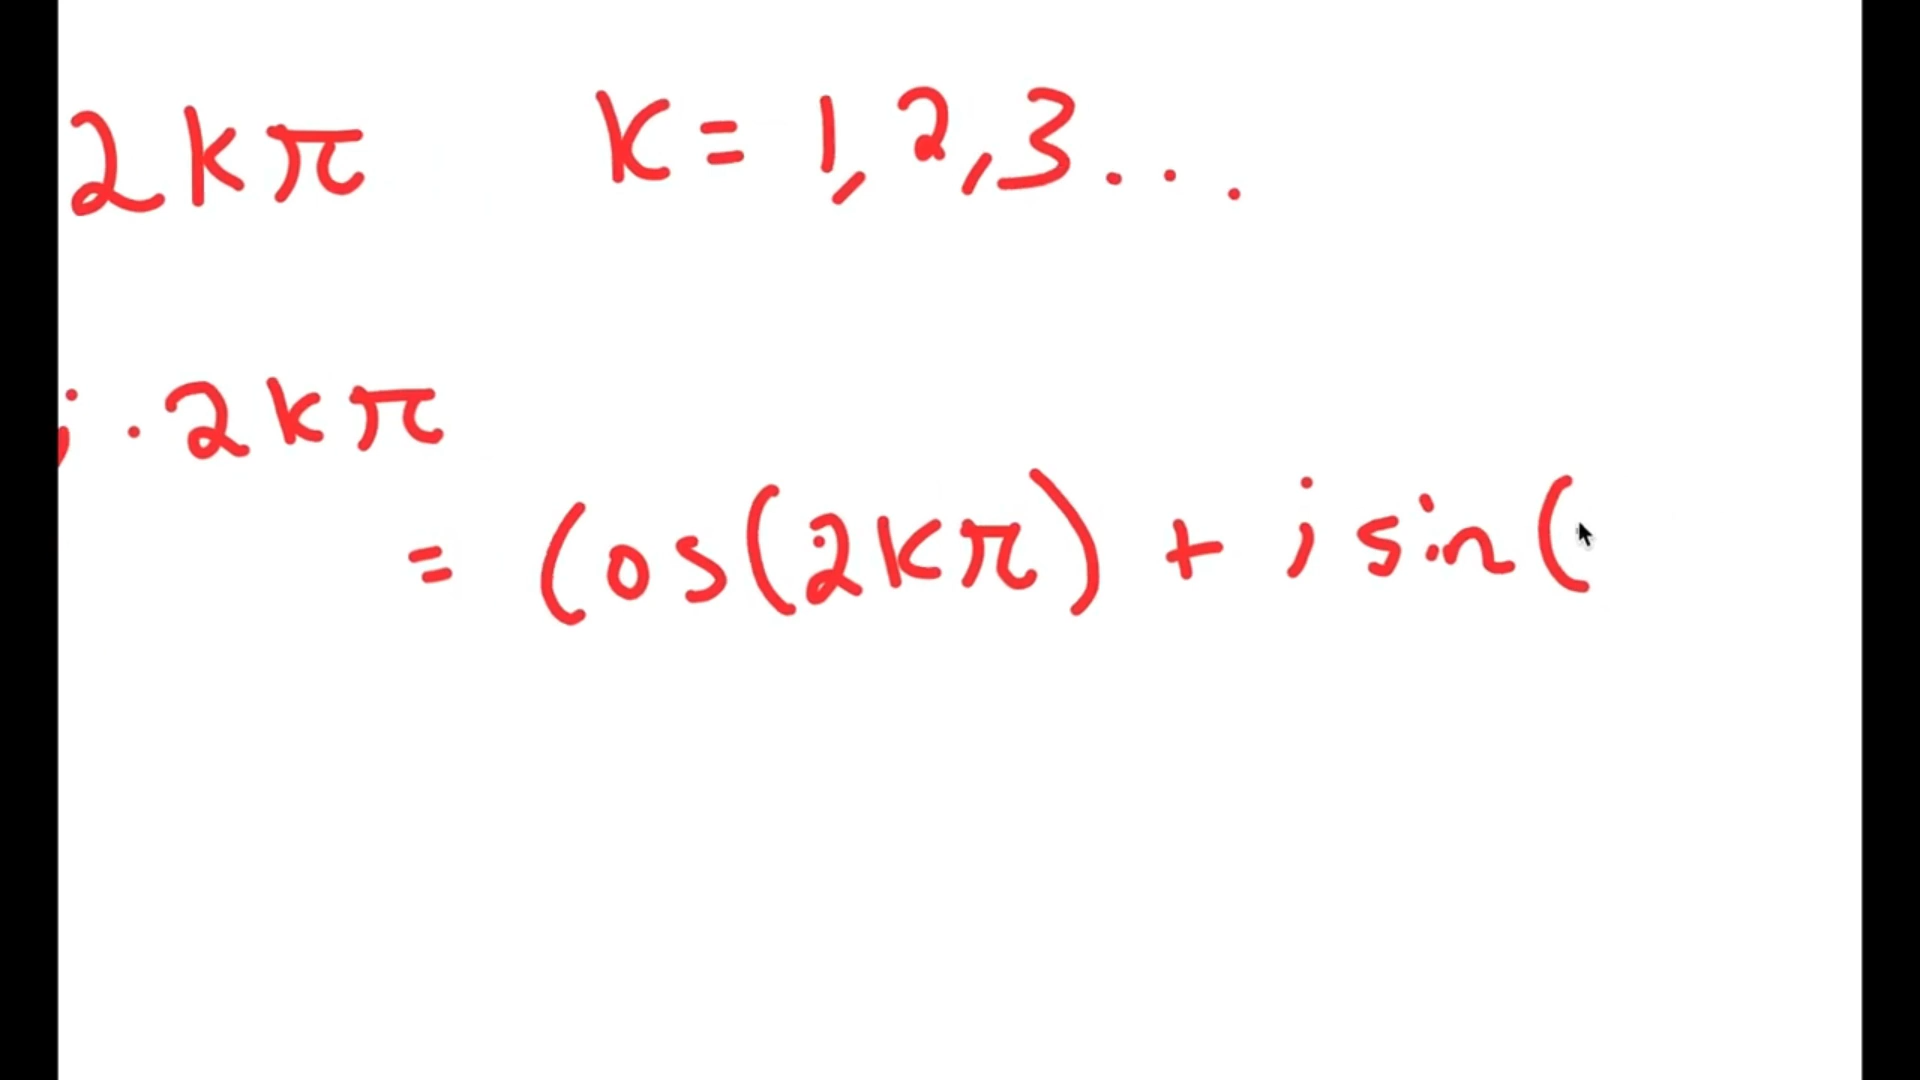 2kπ k = 1, 2, 3...
i · 2kπ
= cos(2kπ) + i sin(